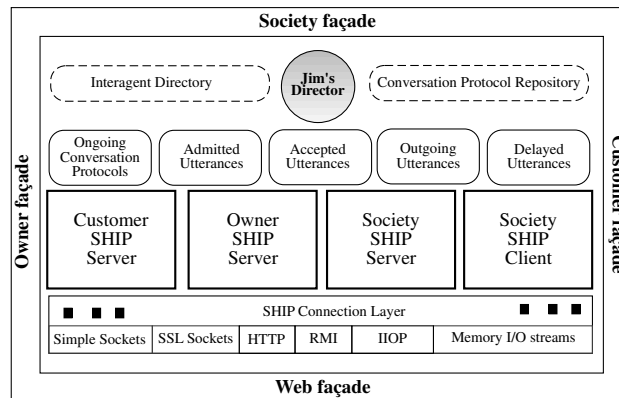 Society façade
Interagent Directory
Jim's
Director
Conversation Protocol Repository
Ongoing
Conversation
Protocols
Admitted
Utterances
Accepted
Utterances
Outgoing
Utterances
Delayed
Utterances
Owner façade
Customer façade
Customer
SHIP
Server
Owner
SHIP
Server
Society
SHIP
Server
Society
SHIP
Client
SHIP Connection Layer
Simple Sockets
SSL Sockets
HTTP
RMI
IIOP
Memory I/O streams
Web façade